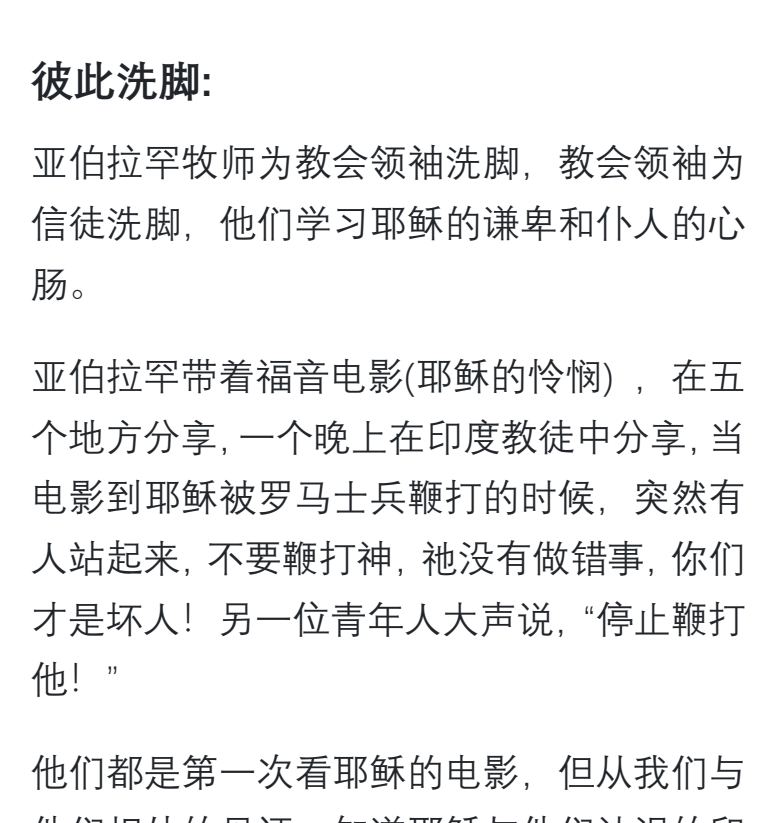 彼此洗脚:
亚伯拉罕牧师为教会领袖洗脚，教会领袖为
信徒洗脚，他们学习耶稣的谦卑和仆人的心
肠。
亚伯拉罕带着福音电影(耶稣的怜悯) ，在五
个地方分享, 一个晚上在印度教徒中分享, 当
电影到耶稣被罗马士兵鞭打的时候，突然有
人站起来, 不要鞭打神, 祂没有做错事, 你们
才是坏人！另一位青年人大声说, “停止鞭打
他！”
他们都是第一次看耶稣的电影，但从我们与